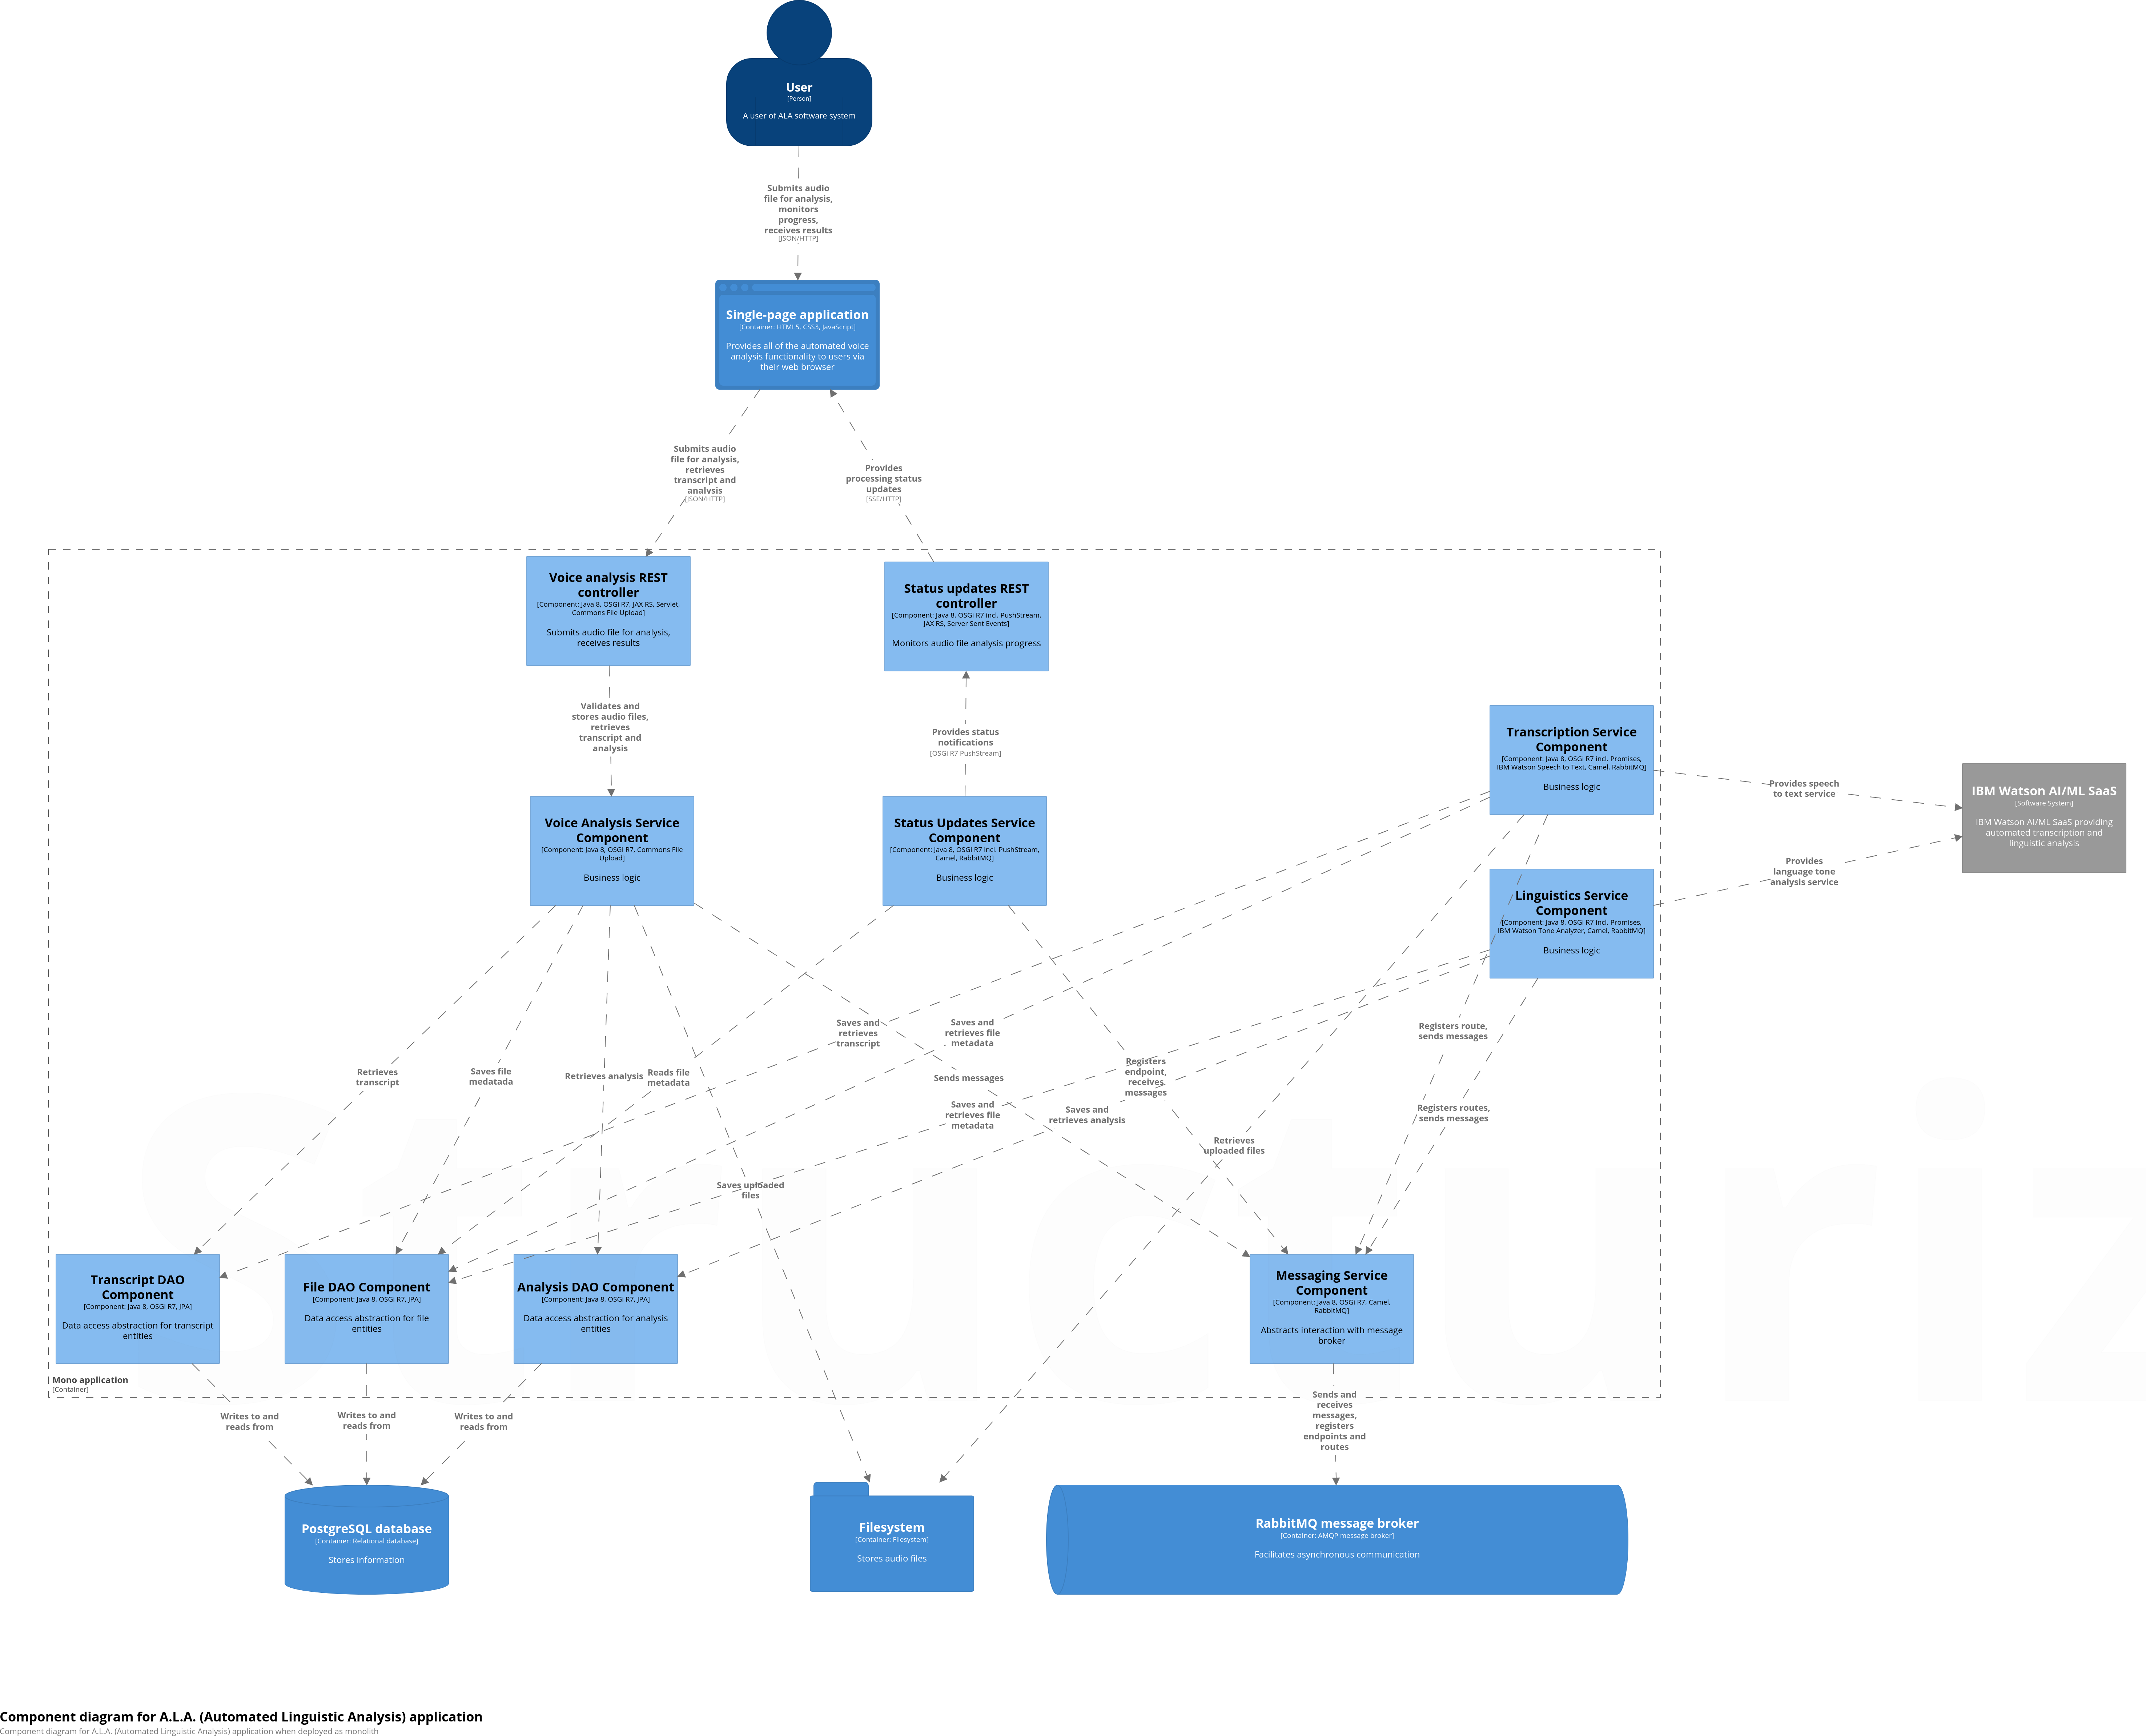 User
[Person]
A user of ALA software system
Submits audio
file for analysis,
monitors
progress,
receives results
[JSON/HTTP]
Single-page application
[Container: HTML5, CSS3, JavaScript]
Provides all of the automated voice
analysis functionality to users via
their web browser
Submits audio
file for analysis,
retrieves
transcript and
analysis
[JSON/HTTP]
Provides
processing status
updates
[SSE/HTTP]
Voice analysis REST
controller
[Component: Java 8, OSGi R7, JAX RS, Servlet,
Commons File Upload]
Submits audio file for analysis,
receives results
Status updates REST
controller
[Component: Java 8, OSGi R7 incl. PushStream,
JAX RS, Server Sent Events]
Monitors audio file analysis progress
Validates and
stores audio files,
retrieves
transcript and
analysis
Provides status
notifications
[OSGi R7 PushStream]
Transcription Service
Component
[Component: Java 8, OSGi R7 incl. Promises,
IBM Watson Speech to Text, Camel, RabbitMQ]
Business logic
Provides speech
to text service
IBM Watson AI/ML SaaS
[Software System]
IBM Watson AI/ML SaaS providing
automated transcription and
linguistic analysis
Voice Analysis Service
Component
[Component: Java 8, OSGi R7, Commons File
Upload]
Business logic
Status Updates Service
Component
[Component: Java 8, OSGi R7 incl. PushStream,
Camel, RabbitMQ]
Business logic
Provides
language tone
analysis service
Linguistics Service
Component
[Component: Java 8, OSGi R7 incl. Promises,
IBM Watson Tone Analyzer, Camel, RabbitMQ]
Business logic
Saves and
retrieves
transcript
Saves and
retrieves file
metadata
Registers route,
sends messages
Retrieves
transcript
Saves file
medatada
Retrieves analysis
Reads file
metadata
Sends messages
Registers
endpoint,
receives
messages
Saves and
retrieves file
metadata
Saves and
retrieves analysis
Registers routes,
sends messages
Retrieves
uploaded files
Saves uploaded
files
Transcript DAO
Component
[Component: Java 8, OSGi R7, JPA]
Data access abstraction for transcript
entities
File DAO Component
[Component: Java 8, OSGi R7, JPA]
Data access abstraction for file
entities
Analysis DAO Component
[Component: Java 8, OSGi R7, JPA]
Data access abstraction for analysis
entities
Messaging Service
Component
[Component: Java 8, OSGi R7, Camel,
RabbitMQ]
Abstracts interaction with message
broker
Mono application
[Container]
Writes to and
reads from
Writes to and
reads from
Writes to and
reads from
Sends and
receives
messages,
registers
endpoints and
routes
PostgreSQL database
[Container: Relational database]
Stores information
Filesystem
[Container: Filesystem]
Stores audio files
RabbitMQ message broker
[Container: AMQP message broker]
Facilitates asynchronous communication
Component diagram for A.L.A. (Automated Linguistic Analysis) application
Component diagram for A.L.A. (Automated Linguistic Analysis) application when deployed as monolith